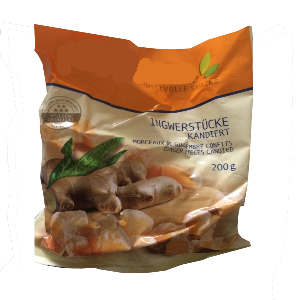 INGWERSTÜCKE
KANDIERT
MORCEAUX DE GINGEMBRE CONFITS
GINGER PIECES CANDIED
200 g